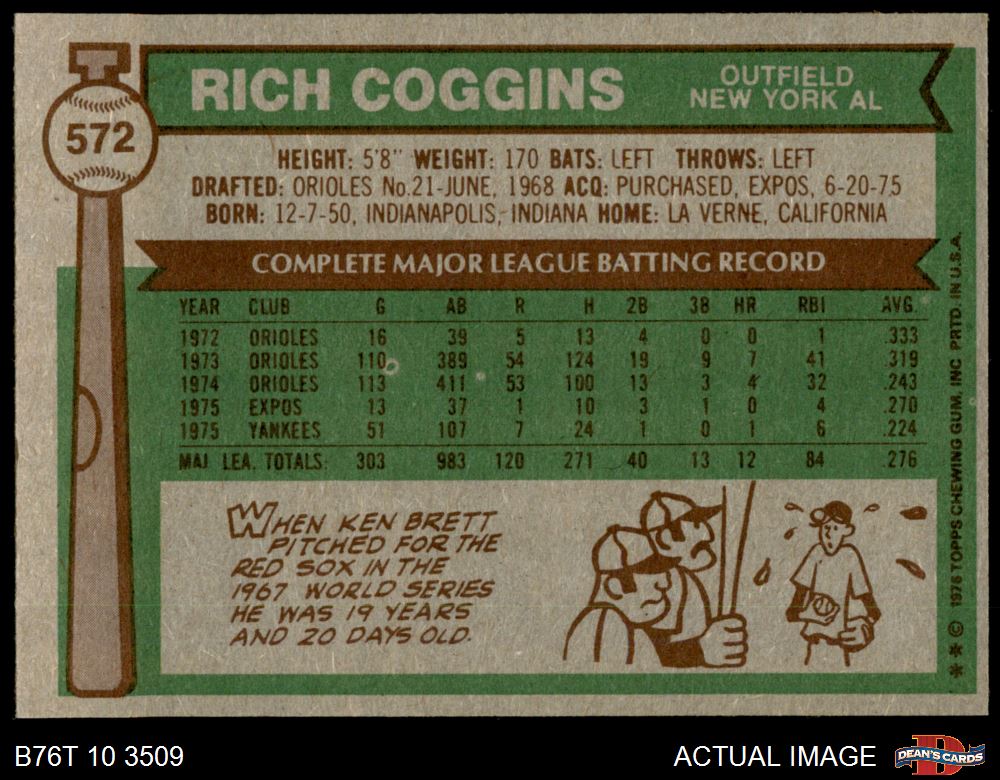 572
RICH COGGINS
OUTFIELD
NEW YORK AL
HEIGHT: 5'8" WEIGHT: 170 BATS: LEFT THROWS: LEFT
DRAFTED: ORIOLES No.21-JUNE, 1968 ACQ: PURCHASED, EXPOS, 6-20-75
BORN: 12-7-50, INDIANAPOLIS, INDIANA HOME: LA VERNE, CALIFORNIA
COMPLETE MAJOR LEAGUE BATTING RECORD
YEAR CLUB G AB R H 2B 3B HR RBI AVG.
1972 ORIOLES 16 39 5 13 4 0 0 1 .333
1973 ORIOLES 110 389 54 124 19 9 7 41 .319
1974 ORIOLES 113 411 53 100 13 3 4 32 .243
1975 EXPOS 13 37 1 10 3 1 0 4 .270
1975 YANKEES 51 107 7 24 1 0 1 6 .224
MAJ. LEA. TOTALS: 303 983 120 271 40 13 12 84 .276
WHEN KEN BRETT
PITCHED FOR THE
RED SOX IN THE
1967 WORLD SERIES
HE WAS 19 YEARS
AND 20 DAYS OLD.
* * © 1976 TOPPS CHEWING GUM, INC. PRTD. IN U.S.A.
B76T 10 3509
ACTUAL IMAGE
DEAN'S CARDS